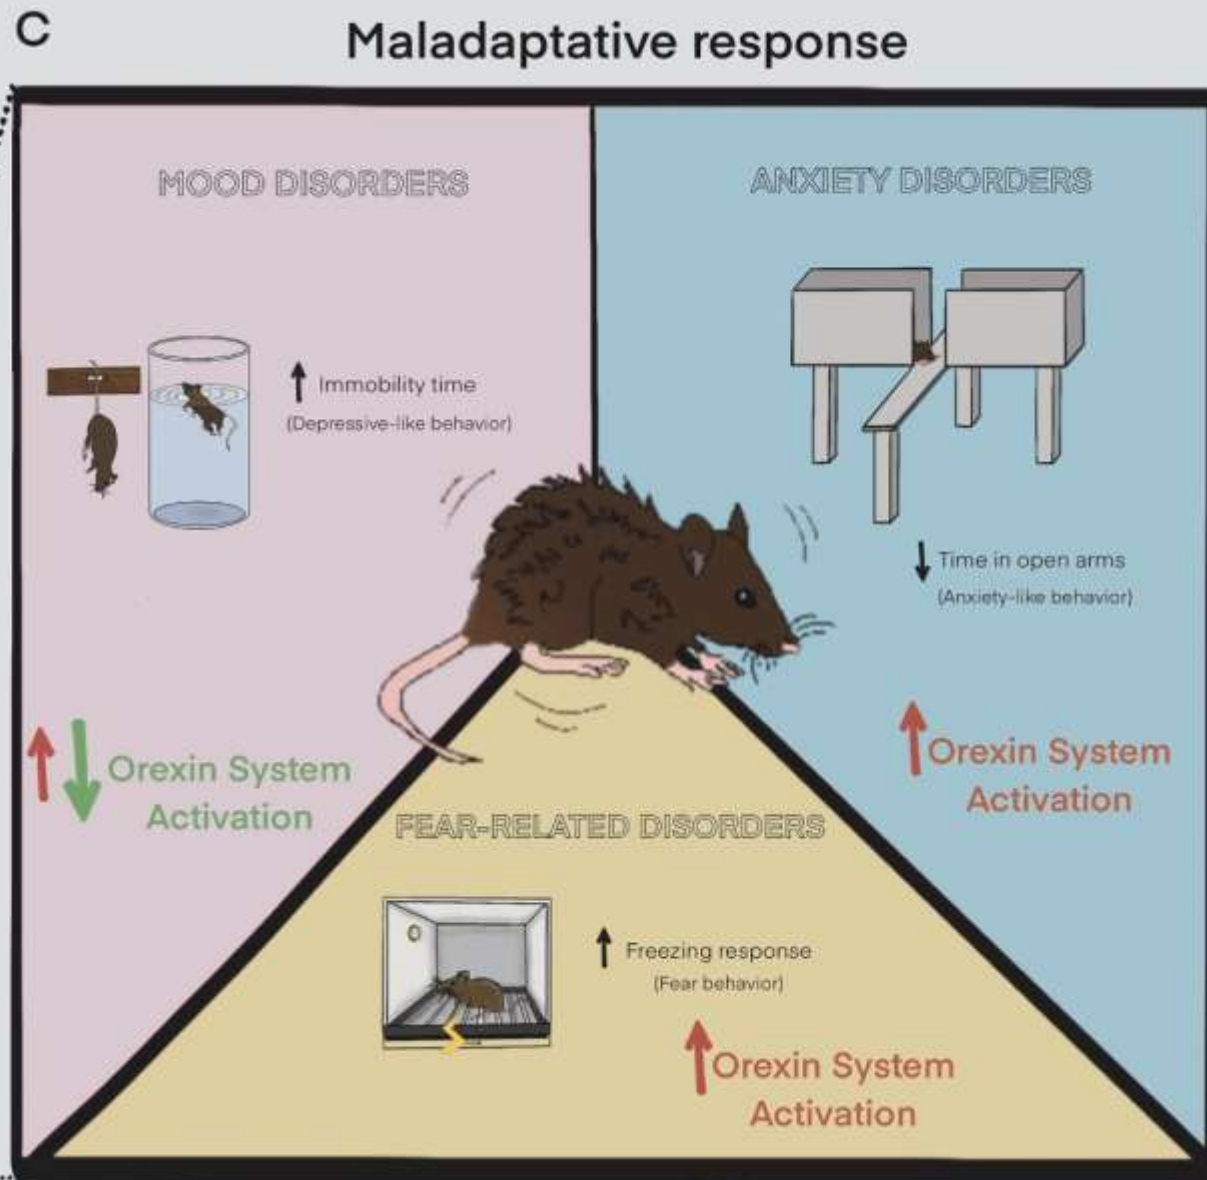 C
Maladaptative response
MOOD DISORDERS
Immobility time
(Depressive-like behavior)
Orexin System
Activation
ANXIETY DISORDERS
Time in open arms
(Anxiety-like behavior)
Orexin System
Activation
FEAR-RELATED DISORDERS
Freezing response
(Fear behavior)
Orexin System
Activation